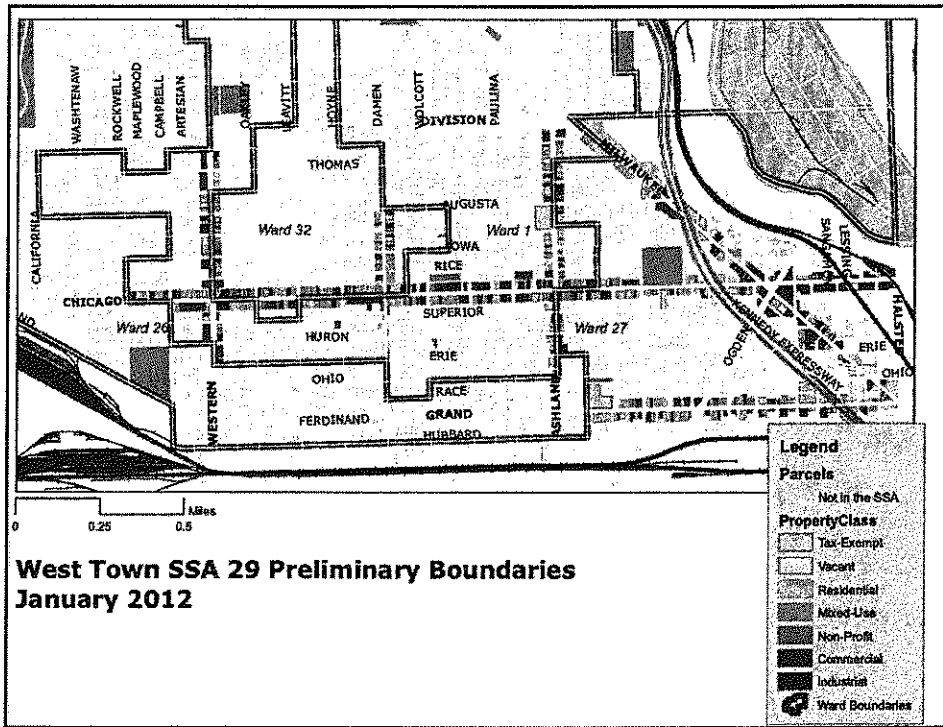 WASHTENAW
ROCKWELL
MAPLEWOOD
CAMPBELL
ARTESIAN
OAKLEY
LEAVITT
HOYNE
DAMEN
WOLCOTT
PAULINA
DIVISION
MILWAUKEE
THOMAS
CALIFORNIA
AUGUSTA
Ward 32
Ward 1
IOWA
RICE
SANGAMON
LESSING
CHICAGO
SUPERIOR
HALSTED
Ward 26
HURON
Ward 27
OGDEN
KENNEDY EXPRESSWAY
ERIE
ERIE
OHIO
OHIO
RACE
WESTERN
FERDINAND
GRAND
ASHLAND
HUBBARD
Miles
0 0.25 0.5
West Town SSA 29 Preliminary Boundaries
January 2012
Legend
Parcels
Not in the SSA
PropertyClass
Tax-Exempt
Vacant
Residential
Mixed-Use
Non-Profit
Commercial
Industrial
Ward Boundaries